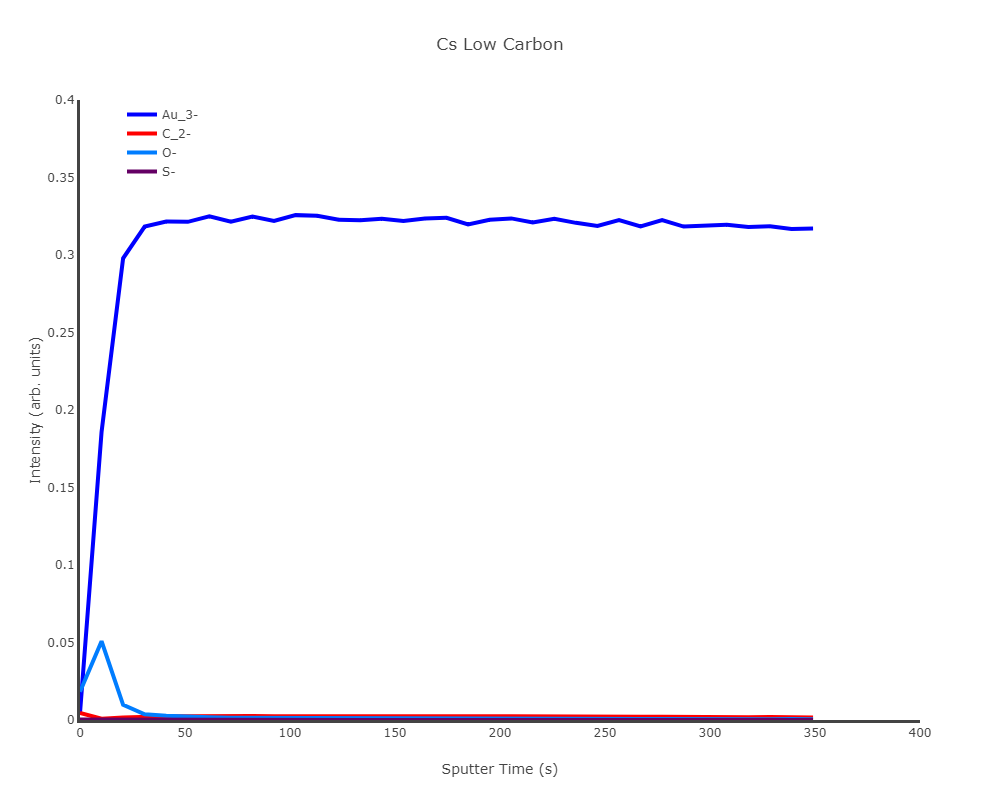 Cs Low Carbon
Au_3-
C_2-
O-
S-
0.4
0.35
0.3
0.25
0.2
0.15
0.1
0.05
0
Intensity (arb. units)
0 50 100 150 200 250 300 350 400
Sputter Time (s)